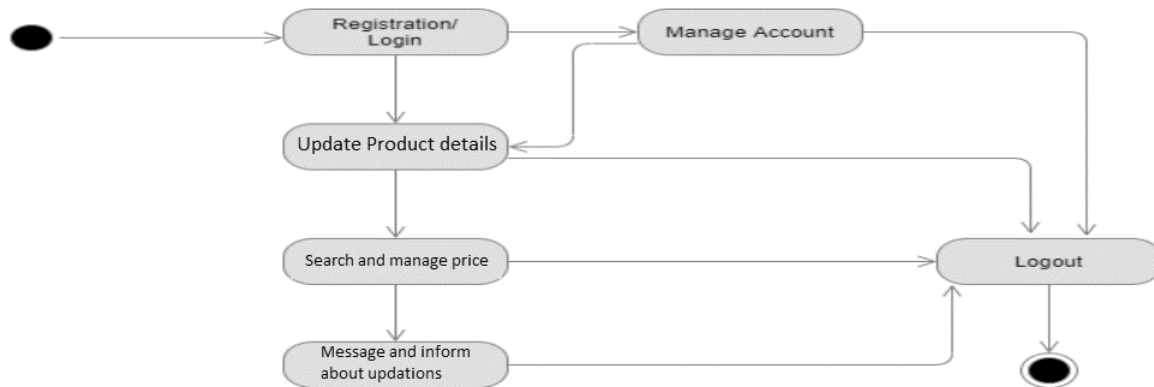 Registration/
Login
Manage Account
Update Product details
Search and manage price
Logout
Message and inform
about updations